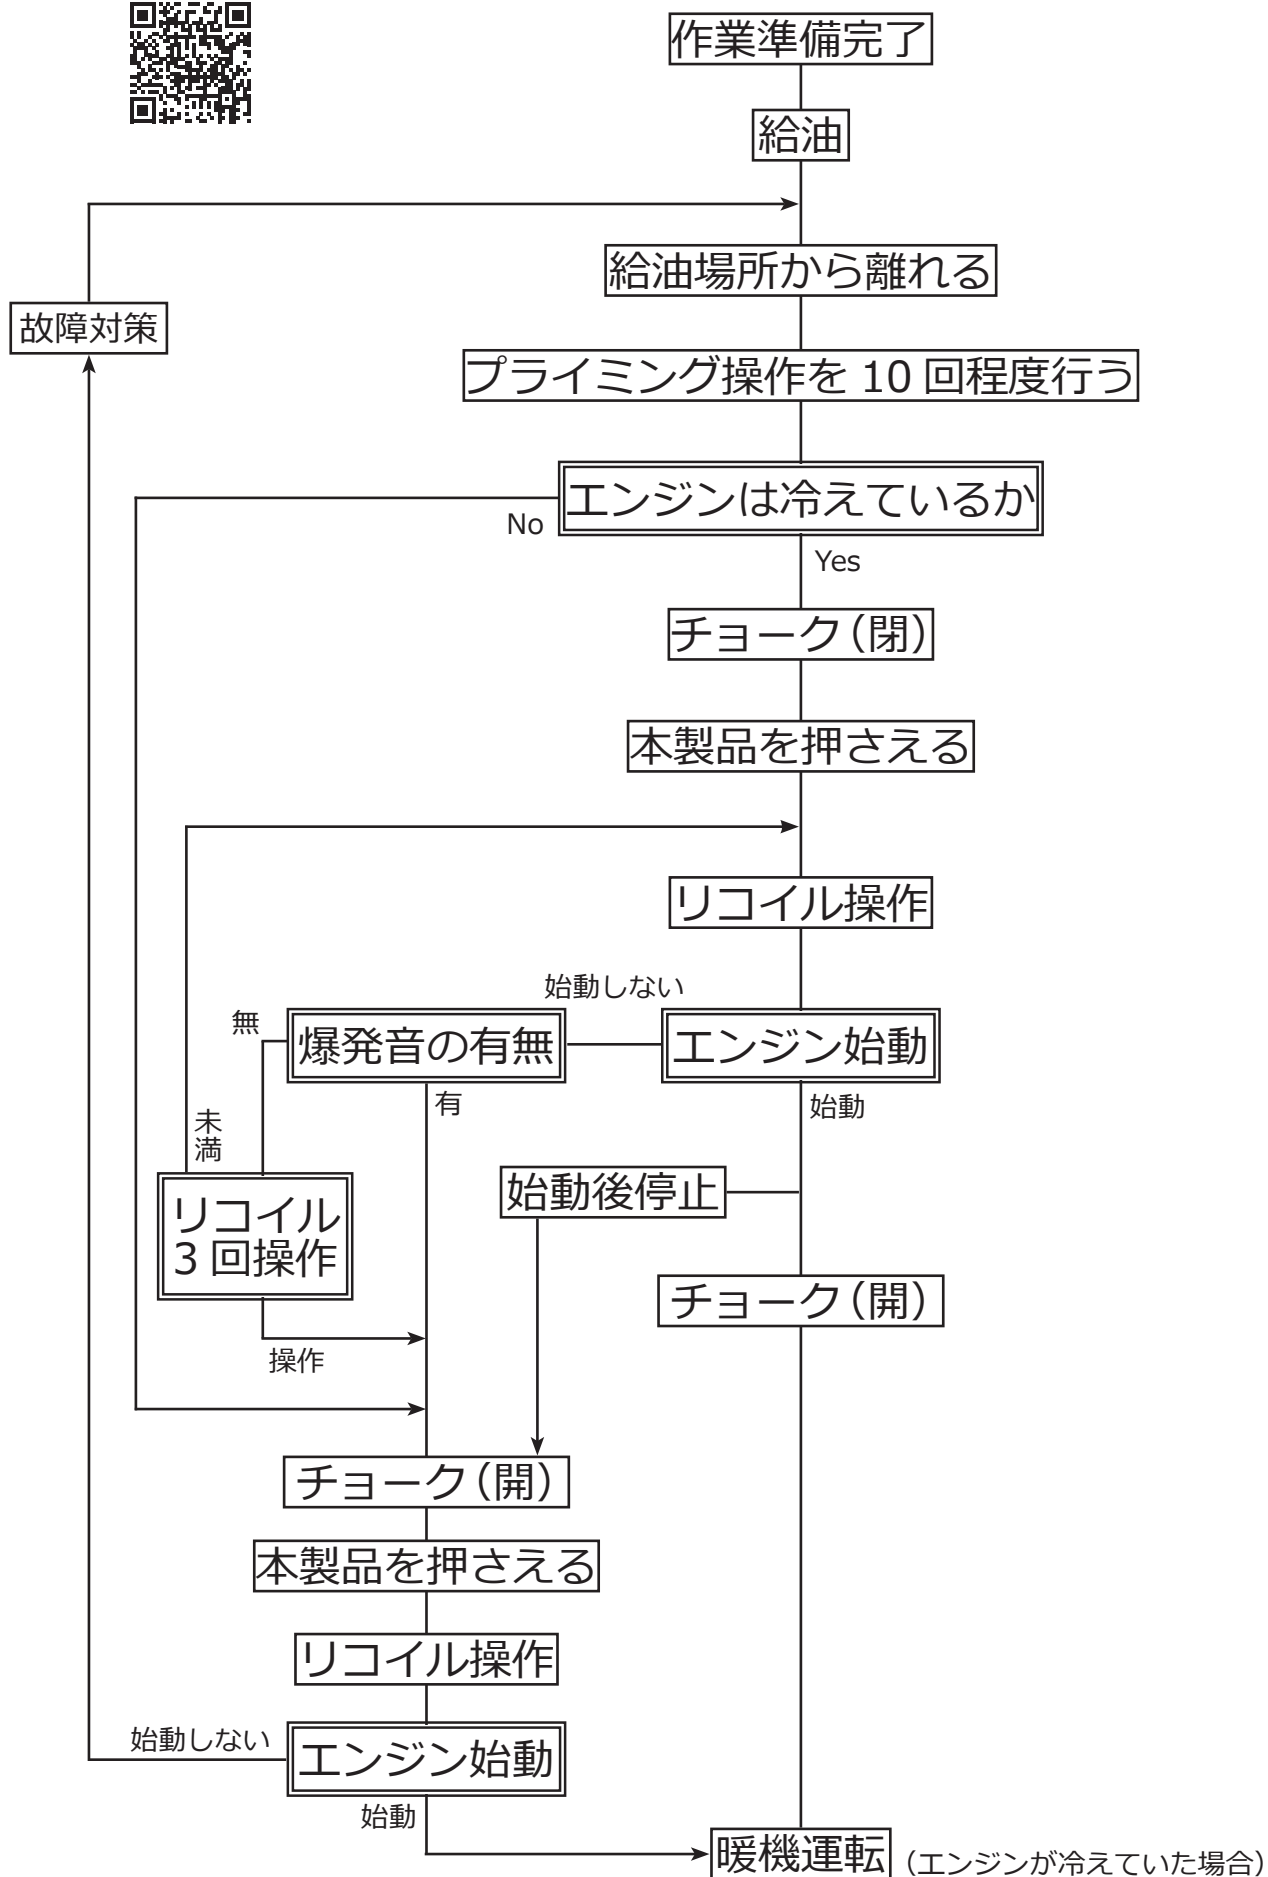 作業準備完了
給油
給油場所から離れる
故障対策
プライミング操作を 10 回程度行う
エンジンは冷えているか
No
Yes
チョーク（閉）
本製品を押さえる
リコイル操作
始動しない
無
爆発音の有無
エンジン始動
有
始動
未満
始動後停止
リコイル
3 回操作
チョーク（開）
操作
チョーク（開）
本製品を押さえる
リコイル操作
始動しない
エンジン始動
始動
暖機運転（エンジンが冷えていた場合）